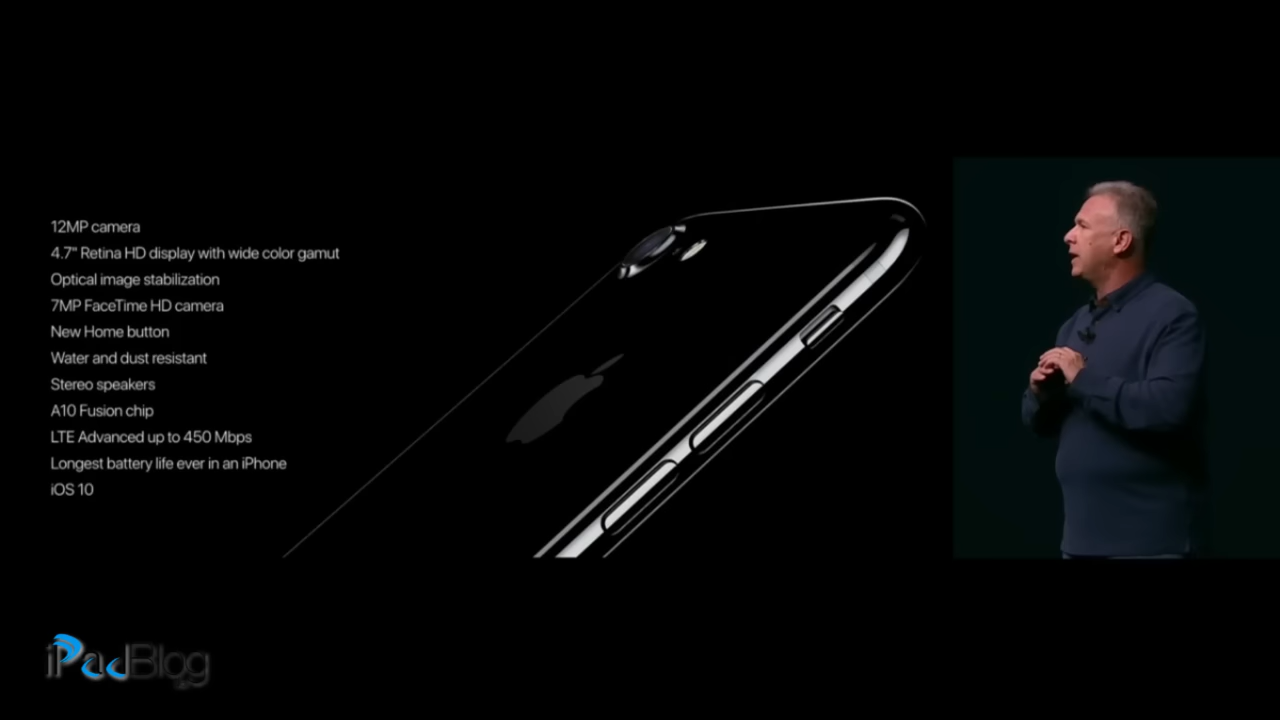 12MP camera
4.7" Retina HD display with wide color gamut
Optical image stabilization
7MP FaceTime HD camera
New Home button
Water and dust resistant
Stereo speakers
A10 Fusion chip
LTE Advanced up to 450 Mbps
Longest battery life ever in an iPhone
iOS 10
iPadBlog